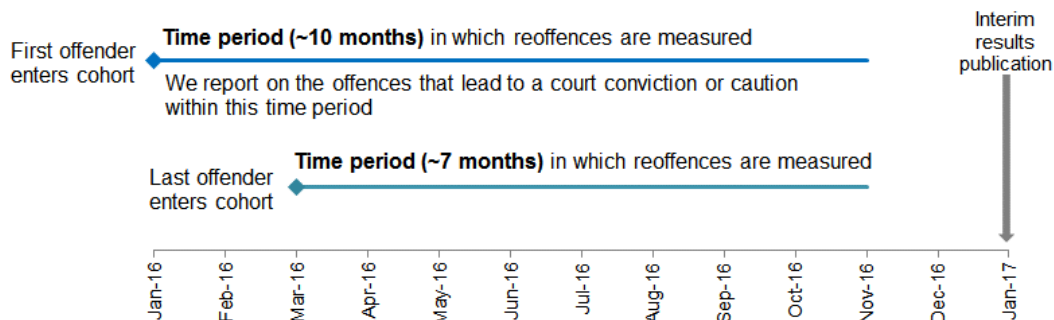 Interim
results
publication
First offender
enters cohort
Time period (~10 months) in which reoffences are measured
We report on the offences that lead to a court conviction or caution
within this time period
Time period (~7 months) in which reoffences are measured
Last offender
enters cohort
Jan-16
Feb-16
Mar-16
Apr-16
May-16
Jun-16
Jul-16
Aug-16
Sep-16
Oct-16
Nov-16
Dec-16
Jan-17